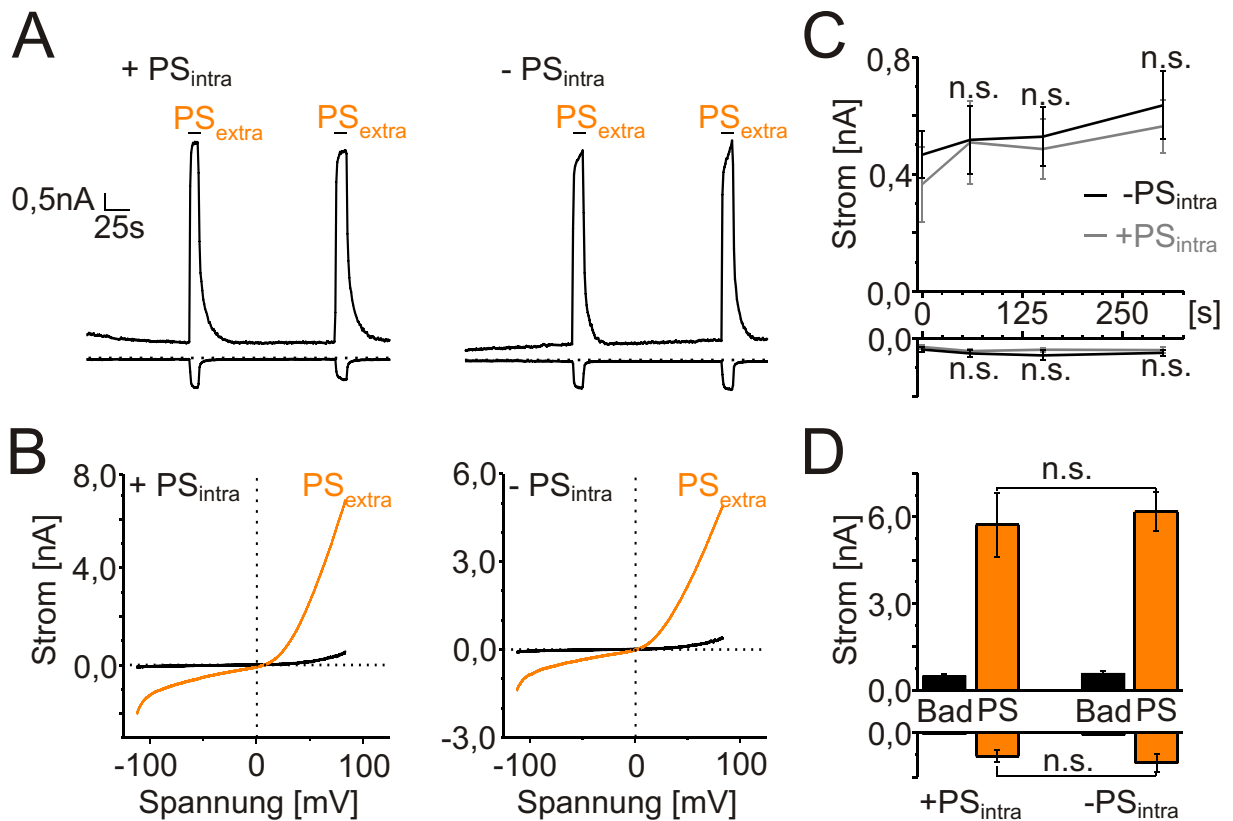 A
+ PSintra
PSextra
PSextra
- PSintra
PSextra
PSextra
0,5nA
25s
B
8,0
4,0
0,0
Strom [nA]
+ PSintra
PSextra
-100
0
100
Spannung [mV]
6,0
3,0
0,0
-3,0
- PSintra
PSextra
-100
0
100
Spannung [mV]
C
0,8
0,4
0,0
Strom [nA]
n.s.
n.s.
n.s.
-PSintra
+PSintra
0
125
250
[s]
0,0
n.s.
n.s.
n.s.
D
6,0
3,0
0,0
Strom [nA]
n.s.
Bad PS
Bad PS
0,0
n.s.
+PSintra
-PSintra